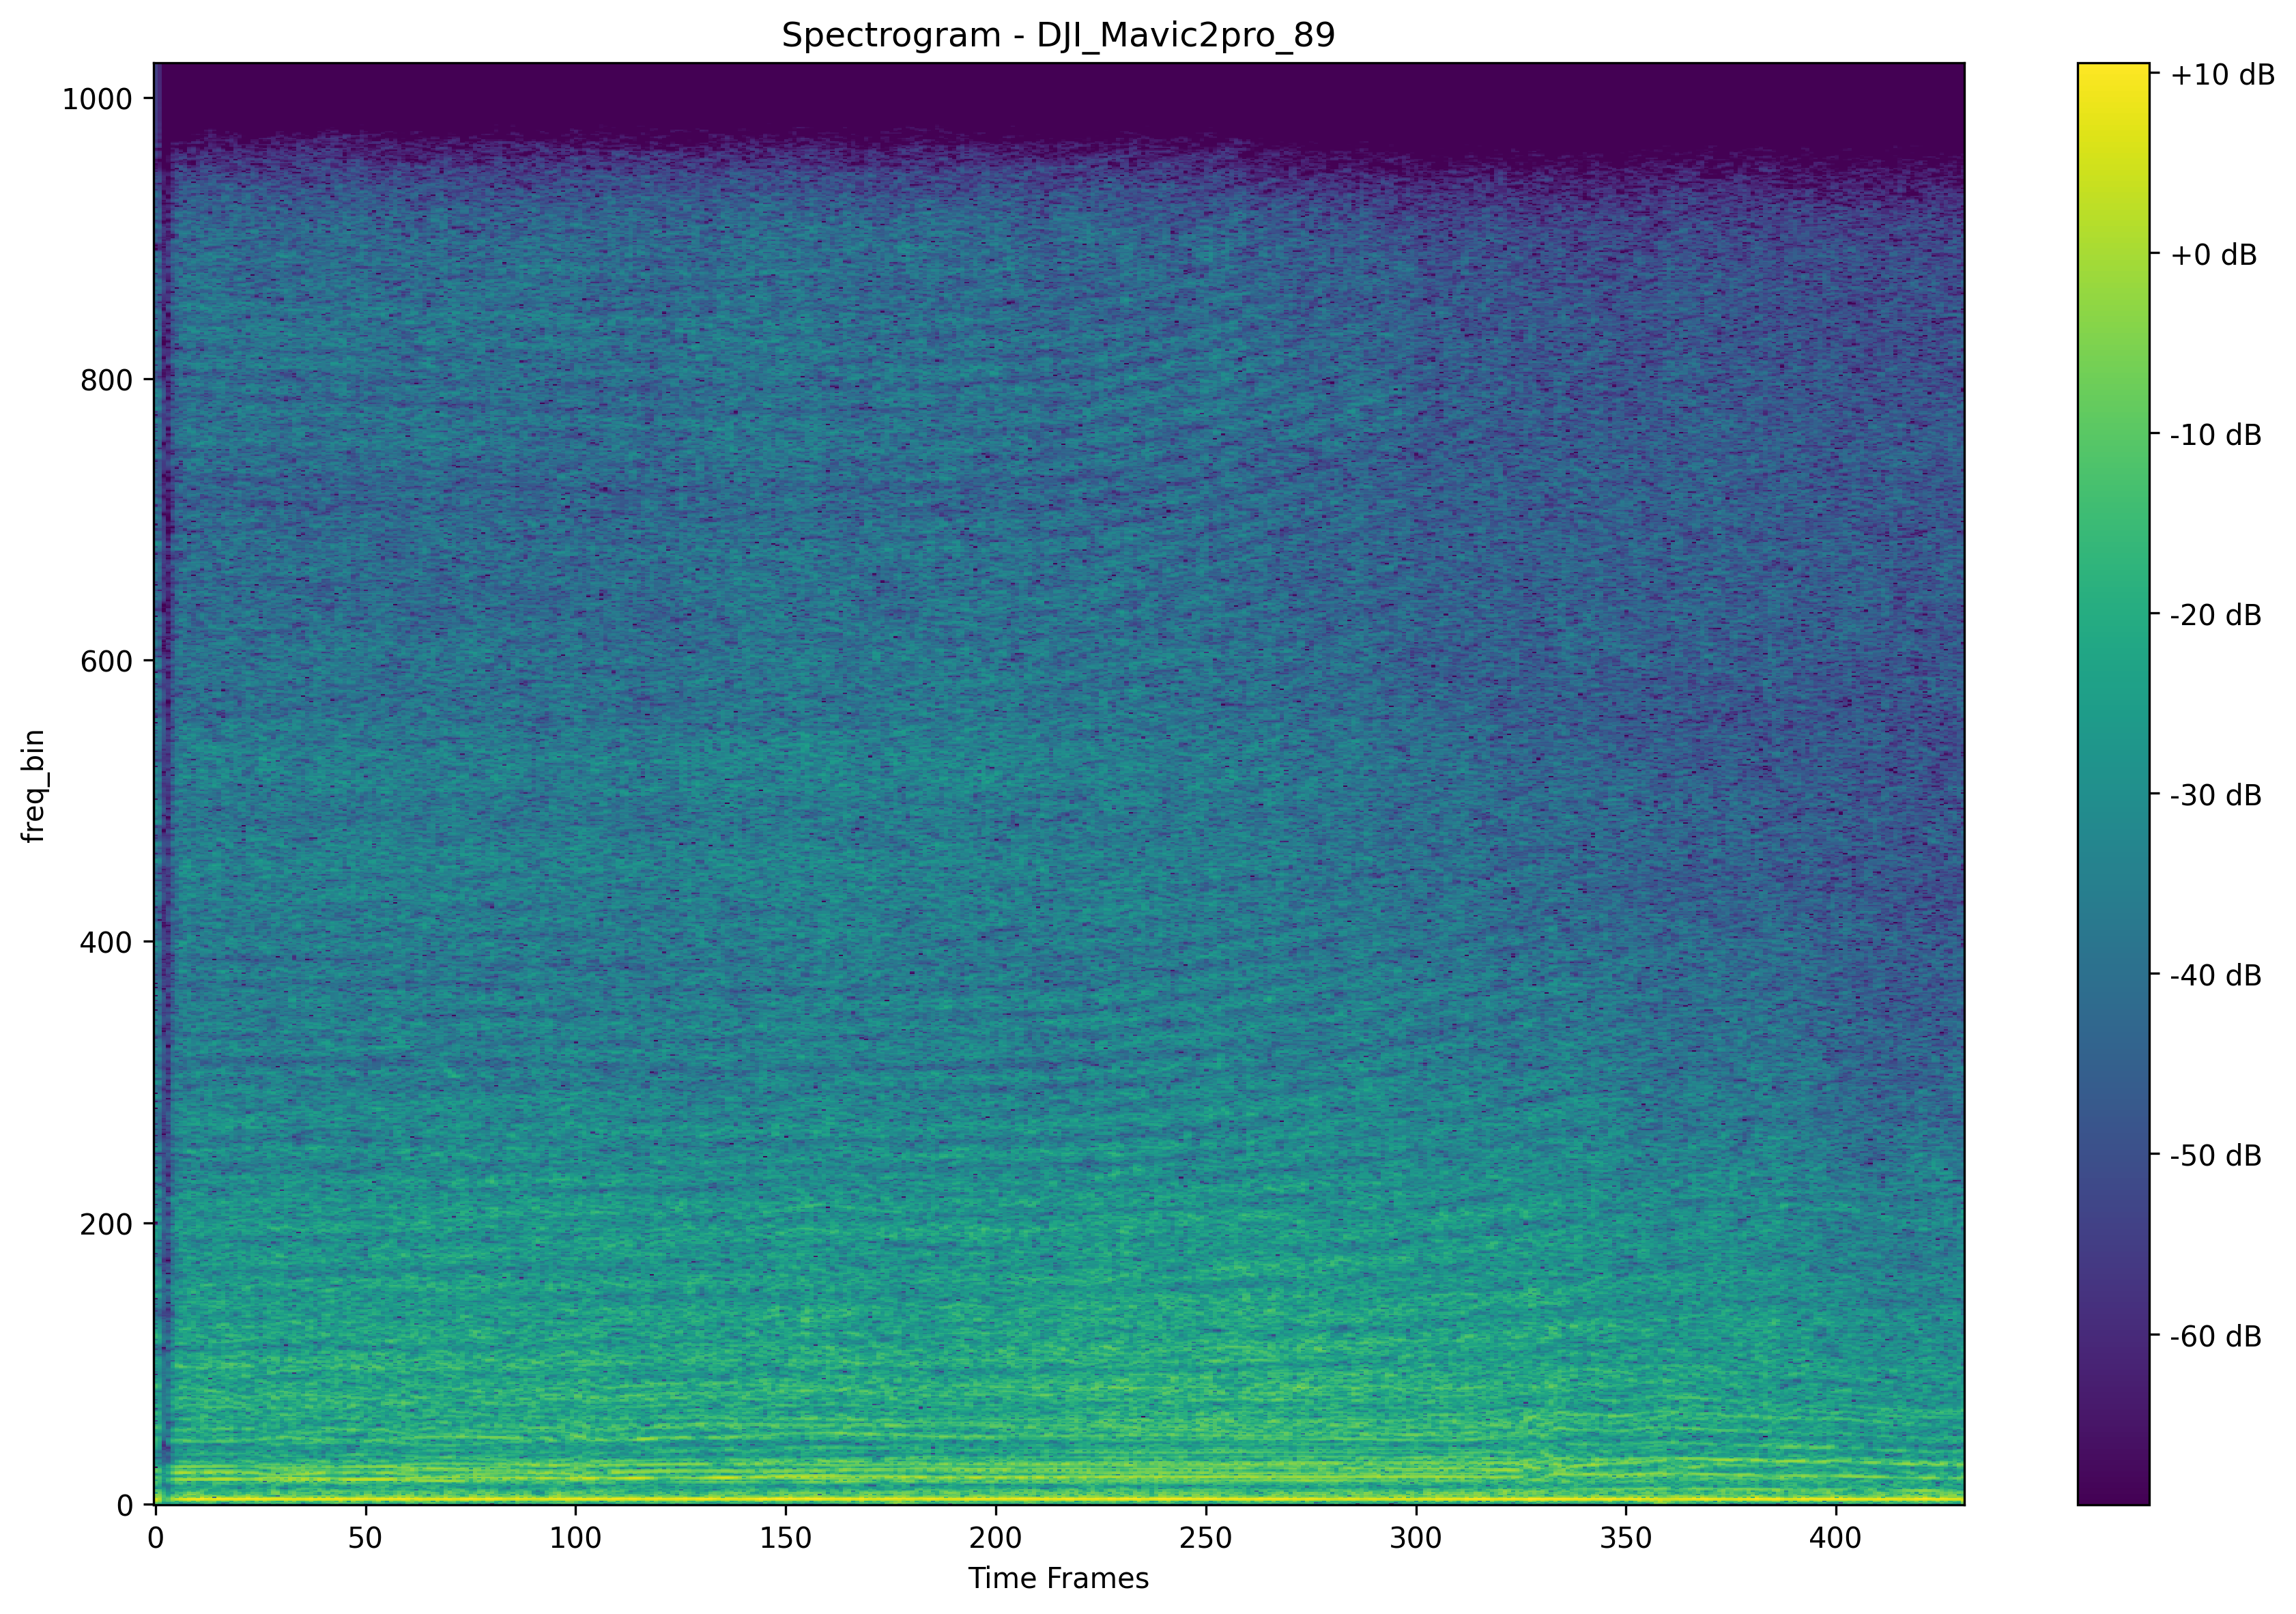 Spectrogram - DJI_Mavic2pro_89
freq_bin
1000
800
600
400
200
0
0 50 100 150 200 250 300 350 400
Time Frames
+10 dB
+0 dB
-10 dB
-20 dB
-30 dB
-40 dB
-50 dB
-60 dB